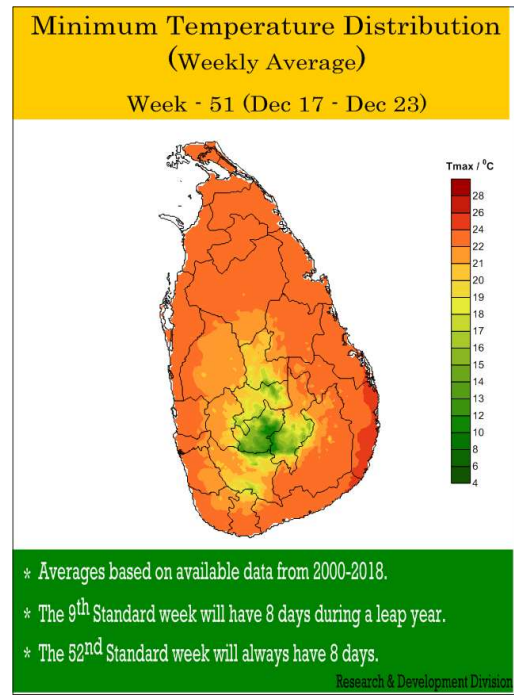 Minimum Temperature Distribution
(Weekly Average)
Week - 51 (Dec 17 - Dec 23)
Tmax / ⁰C
28
26
24
22
21
20
19
18
17
16
15
14
13
12
10
8
6
4
* Averages based on available data from 2000-2018.
* The 9th Standard week will have 8 days during a leap year.
* The 52nd Standard week will always have 8 days.
Research & Development Division